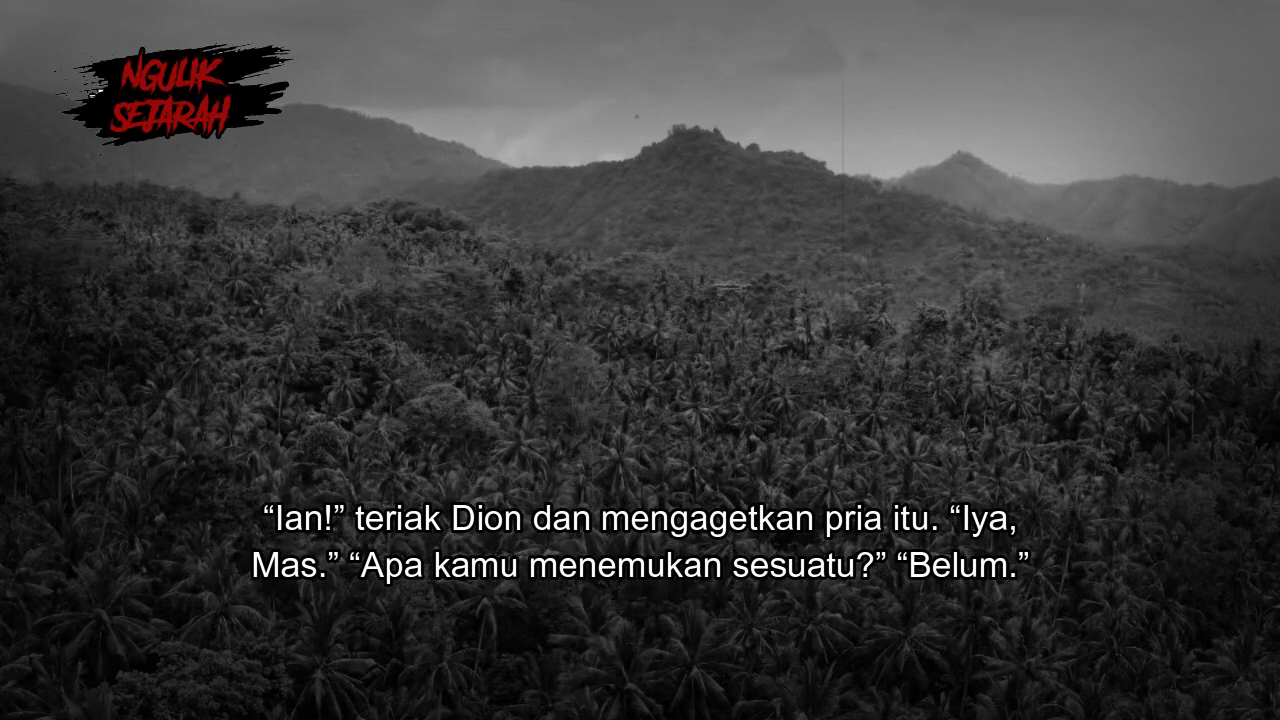 NGULIK
SEJARAH
“Ian!” teriak Dion dan mengagetkan pria itu. “Iya,
Mas.” “Apa kamu menemukan sesuatu?” “Belum.”